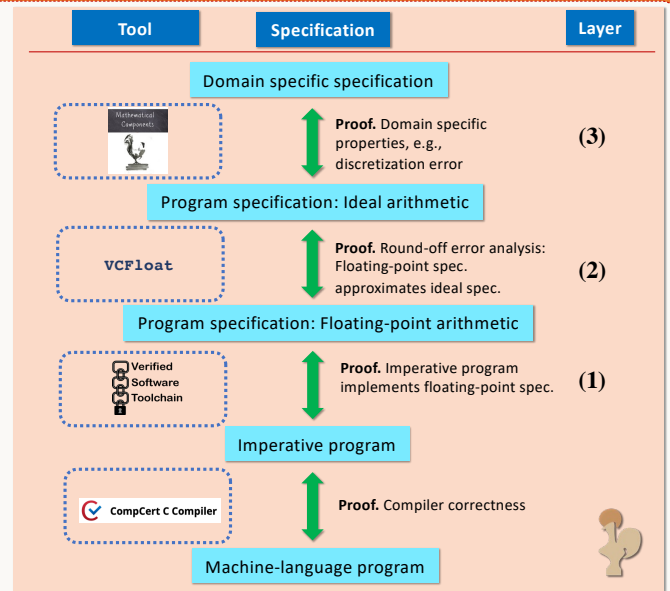 Tool
Specification
Layer
Domain specific specification
Mathematical
Components
Proof. Domain specific
properties, e.g.,
discretization error
(3)
Program specification: Ideal arithmetic
VCFloat
Proof. Round-off error analysis:
Floating-point spec.
approximates ideal spec.
(2)
Program specification: Floating-point arithmetic
Verified
Software
Toolchain
Proof. Imperative program
implements floating-point spec.
(1)
Imperative program
CompCert C Compiler
Proof. Compiler correctness
Machine-language program